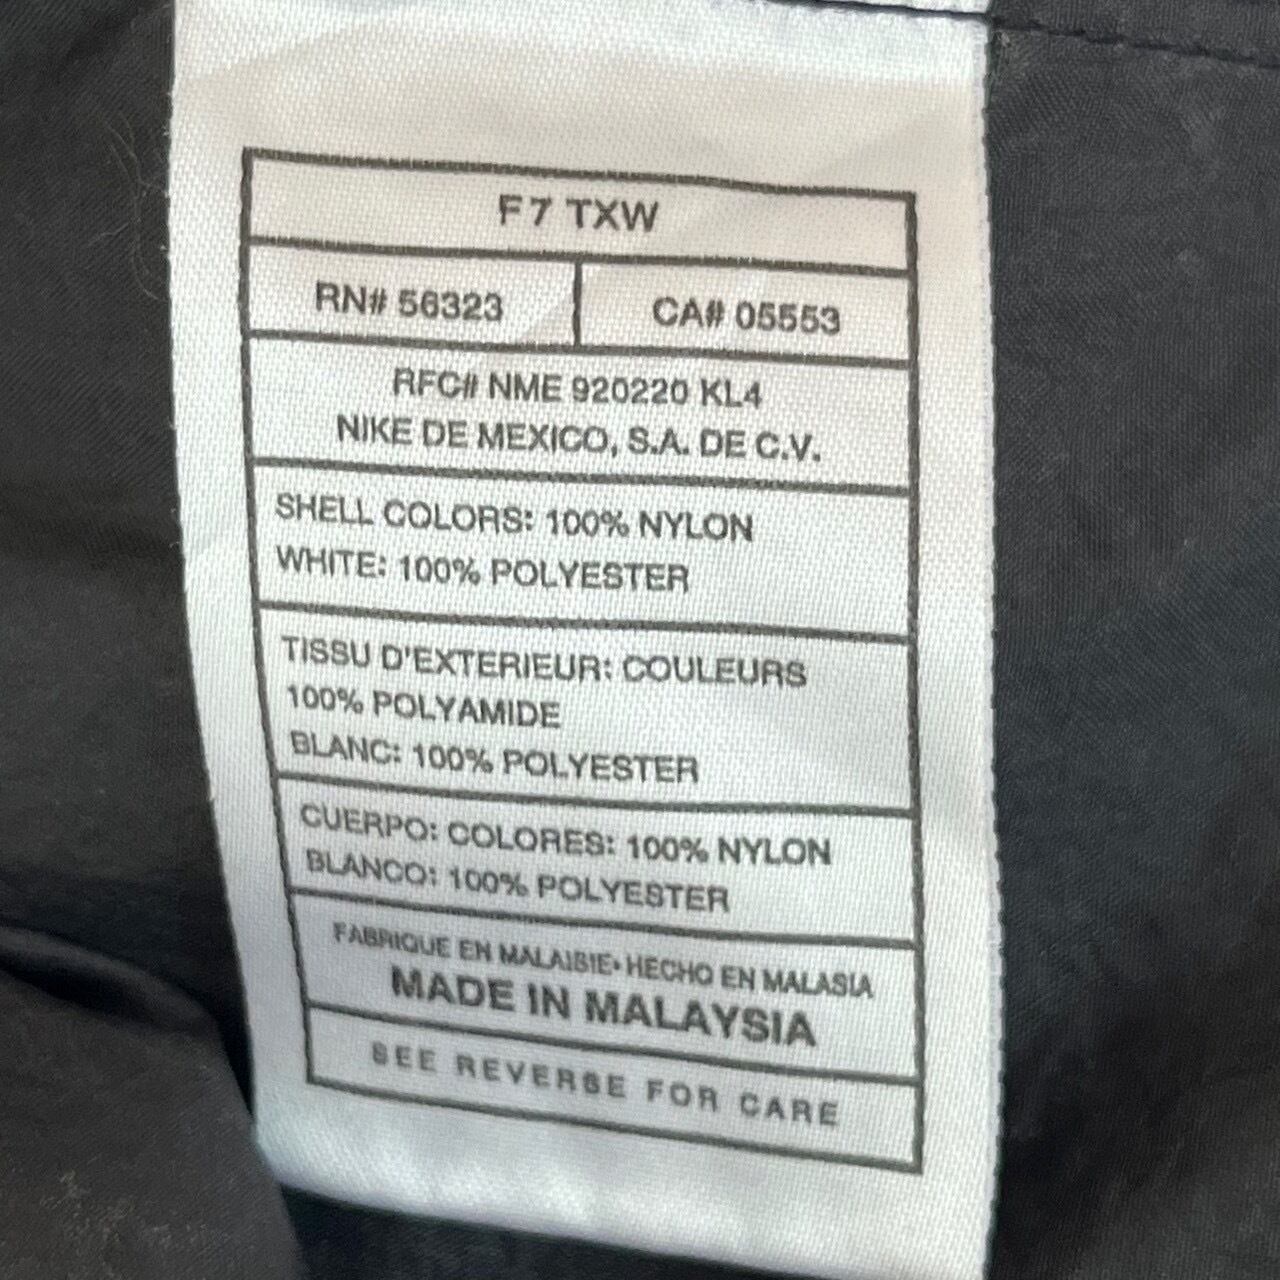 F7 TXW
RN# 56323
CA# 05553
RFC# NME 920220 KL4
NIKE DE MEXICO, S.A. DE C.V.
SHELL COLORS: 100% NYLON
WHITE: 100% POLYESTER
TISSU D'EXTERIEUR: COULEURS
100% POLYAMIDE
BLANC: 100% POLYESTER
CUERPO: COLORES: 100% NYLON
BLANCO: 100% POLYESTER
FABRIQUE EN MALAISIE• HECHO EN MALASIA
MADE IN MALAYSIA
SEE REVERSE FOR CARE